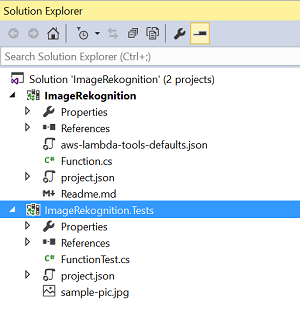 Solution Explorer
Search Solution Explorer (Ctrl+;)
Solution 'ImageRekognition' (2 projects)
ImageRekognition
Properties
References
aws-lambda-tools-defaults.json
C# Function.cs
project.json
M Readme.md
ImageRekognition.Tests
Properties
References
C# FunctionTest.cs
project.json
sample-pic.jpg